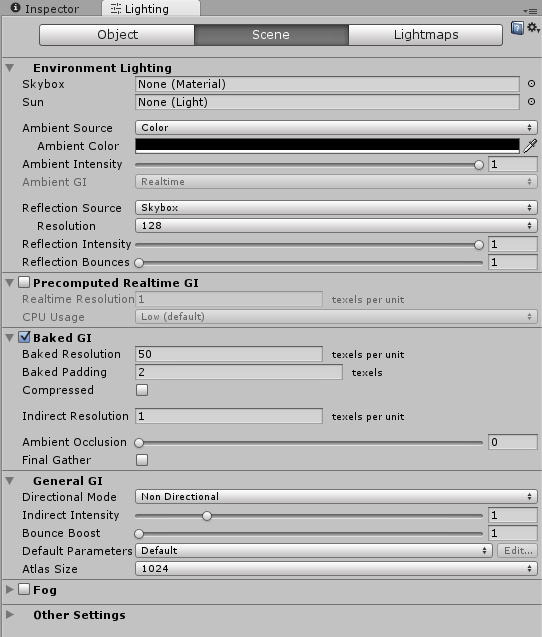 Inspector Lighting
Object Scene Lightmaps
Environment Lighting
Skybox None (Material)
Sun None (Light)
Ambient Source Color
Ambient Color
Ambient Intensity 1
Ambient GI Realtime
Reflection Source Skybox
Resolution 128
Reflection Intensity 1
Reflection Bounces 1
Precomputed Realtime GI
Realtime Resolution 1 texels per unit
CPU Usage Low (default)
Baked GI
Baked Resolution 50 texels per unit
Baked Padding 2 texels
Compressed
Indirect Resolution 1 texels per unit
Ambient Occlusion 0
Final Gather
General GI
Directional Mode Non Directional
Indirect Intensity 1
Bounce Boost 1
Default Parameters Default Edit...
Atlas Size 1024
Fog
Other Settings